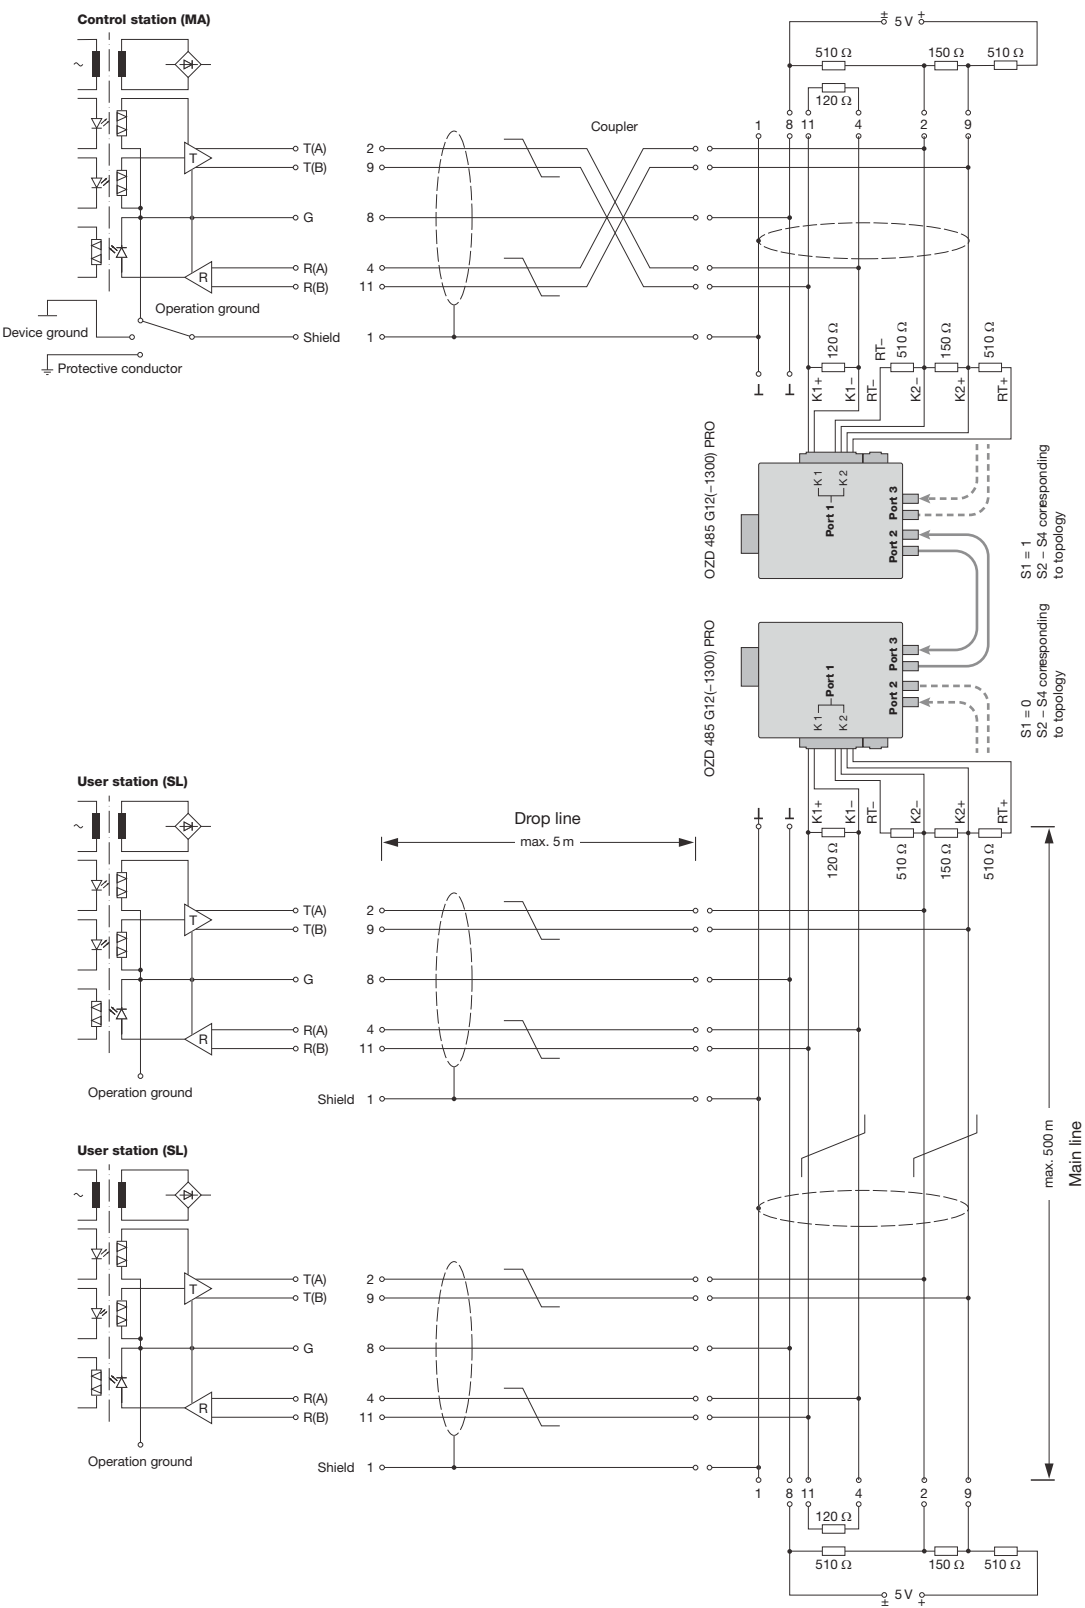 Control station (MA)
± 5 V +
510 Ω
150 Ω
510 Ω
120 Ω
~
Coupler
1
8
11
4
2
9
T
T(A)
2
T(B)
9
G
8
R
R(A)
4
R(B)
11
Operation ground
Device ground
Shield
1
Protective conductor
120 Ω
RT–
510 Ω
150 Ω
510 Ω
K1+
K1–
RT–
K2–
K2+
RT+
OZD 485 G12(–1300) PRO
K 1
K 2
Port 1
Port 3
Port 2
S1 = 1
S2 – S4 corresponding
to topology
OZD 485 G12(–1300) PRO
Port 1
K 1
K 2
Port 3
Port 2
S1 = 0
S2 – S4 corresponding
to topology
User station (SL)
~
K1+
K1–
RT–
K2–
K2+
RT+
120 Ω
510 Ω
150 Ω
510 Ω
Drop line
max. 5 m
T
T(A)
2
T(B)
9
G
8
R
R(A)
4
R(B)
11
Operation ground
Shield
1
max. 500 m
Main line
User station (SL)
~
T
T(A)
2
T(B)
9
G
8
R
R(A)
4
R(B)
11
Operation ground
Shield
1
1
8
11
4
2
9
120 Ω
510 Ω
150 Ω
510 Ω
± 5 V +